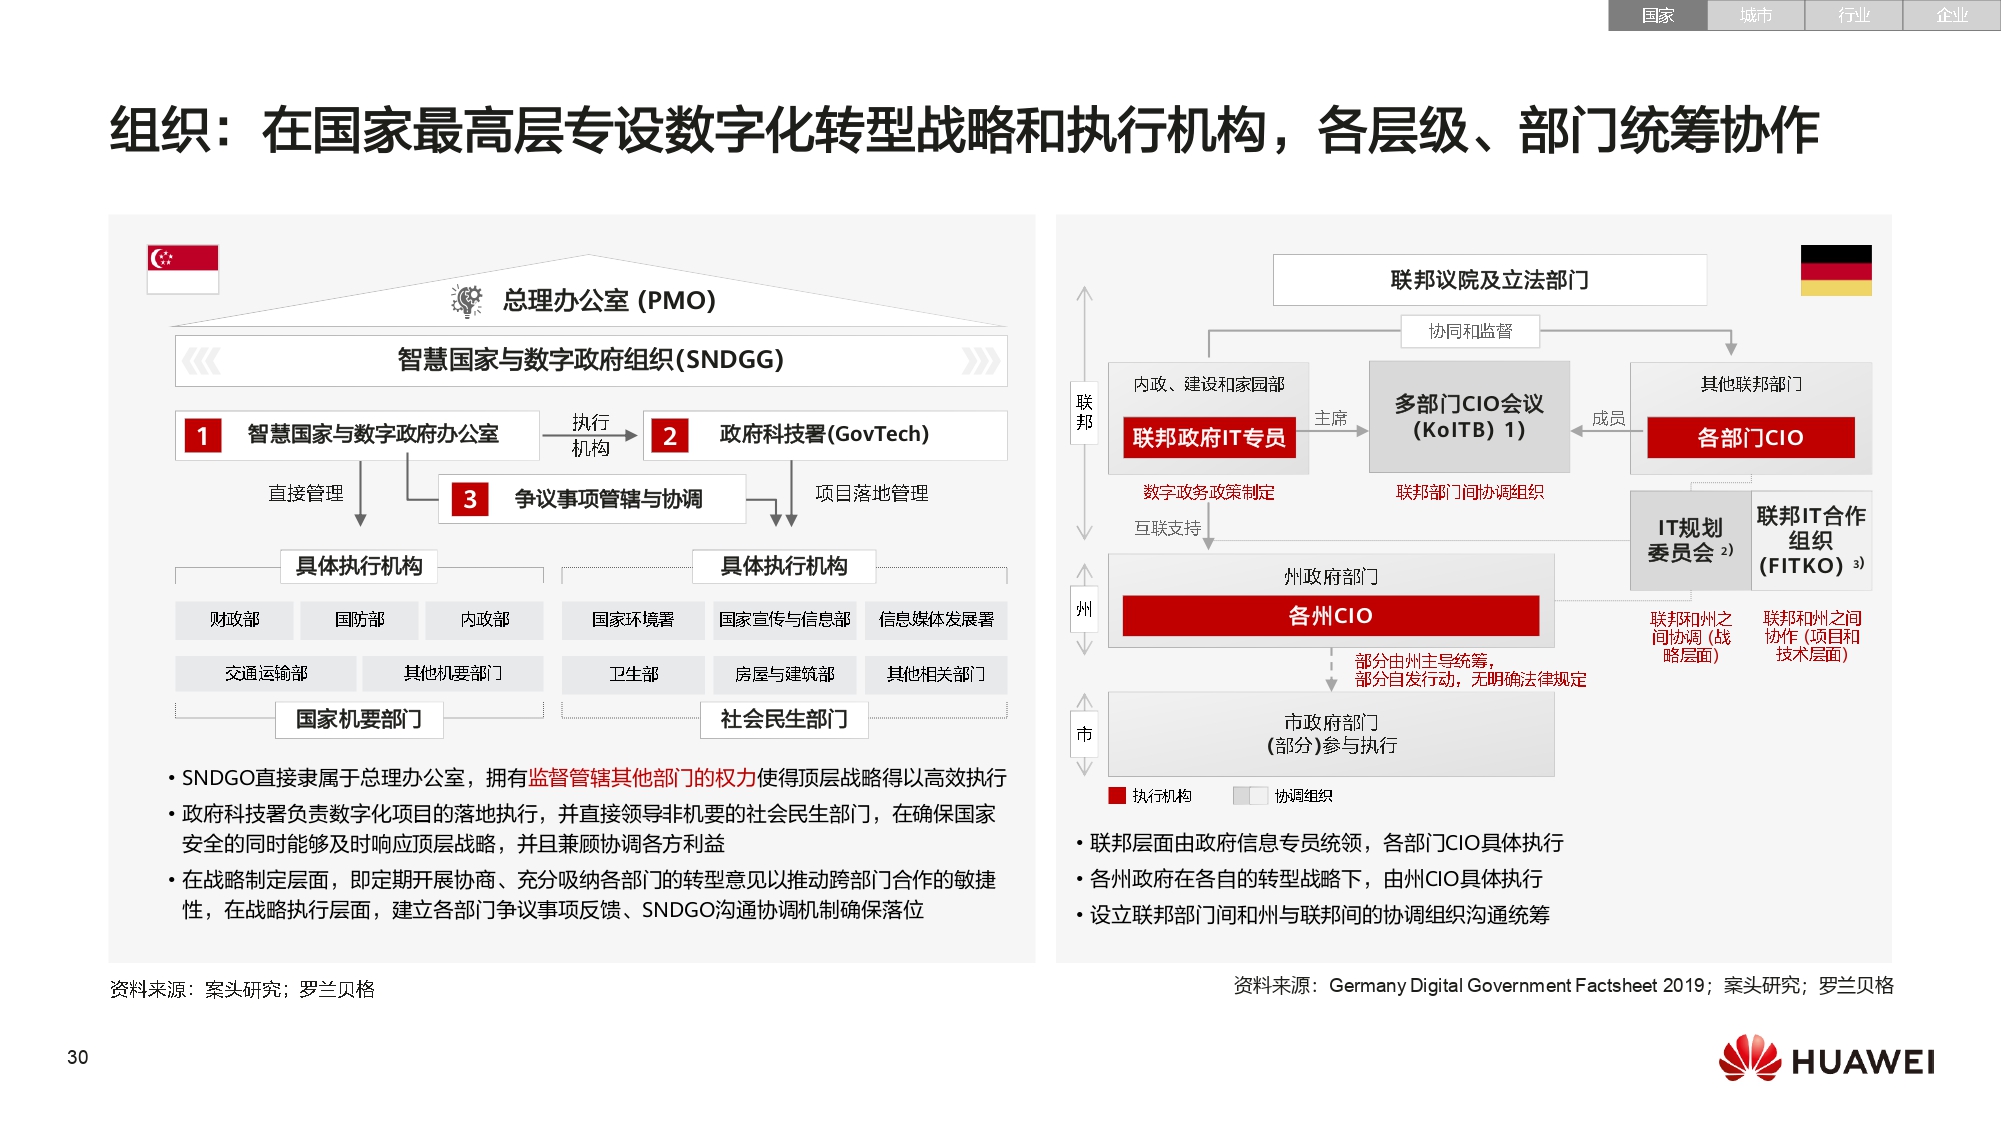 国家 城市 行业 企业
组织：在国家最高层专设数字化转型战略和执行机构，各层级、部门统筹协作
总理办公室 (PMO)
智慧国家与数字政府组织(SNDGG)
1 智慧国家与数字政府办公室
执行
机构
2 政府科技署(GovTech)
直接管理
3 争议事项管辖与协调
项目落地管理
具体执行机构
具体执行机构
财政部 国防部 内政部
国家环境署 国家宣传与信息部 信息媒体发展署
交通运输部 其他机要部门
卫生部 房屋与建筑部 其他相关部门
国家机要部门
社会民生部门
• SNDGO直接隶属于总理办公室，拥有监督管辖其他部门的权力使得顶层战略得以高效执行
• 政府科技署负责数字化项目的落地执行，并直接领导非机要的社会民生部门，在确保国家
安全的同时能够及时响应顶层战略，并且兼顾协调各方利益
• 在战略制定层面，即定期开展协商、充分吸纳各部门的转型意见以推动跨部门合作的敏捷
性，在战略执行层面，建立各部门争议事项反馈、SNDGO沟通协调机制确保落位
资料来源：案头研究；罗兰贝格
联邦议院及立法部门
协同和监督
联
邦
内政、建设和家园部
联邦政府IT专员
主席
多部门CIO会议
(KoITB) 1)
成员
其他联邦部门
各部门CIO
数字政务政策制定
联邦部门间协调组织
互联支持
IT规划
委员会 2)
联邦IT合作
组织
(FITKO) 3)
州
州政府部门
各州CIO
联邦和州之
间协调 (战
略层面)
联邦和州之间
协作 (项目和
技术层面)
部分由州主导统筹，
部分自发行动，无明确法律规定
市
市政府部门
(部分)参与执行
执行机构 协调组织
• 联邦层面由政府信息专员统领，各部门CIO具体执行
• 各州政府在各自的转型战略下，由州CIO具体执行
• 设立联邦部门间和州与联邦间的协调组织沟通统筹
资料来源：Germany Digital Government Factsheet 2019；案头研究；罗兰贝格
30
HUAWEI